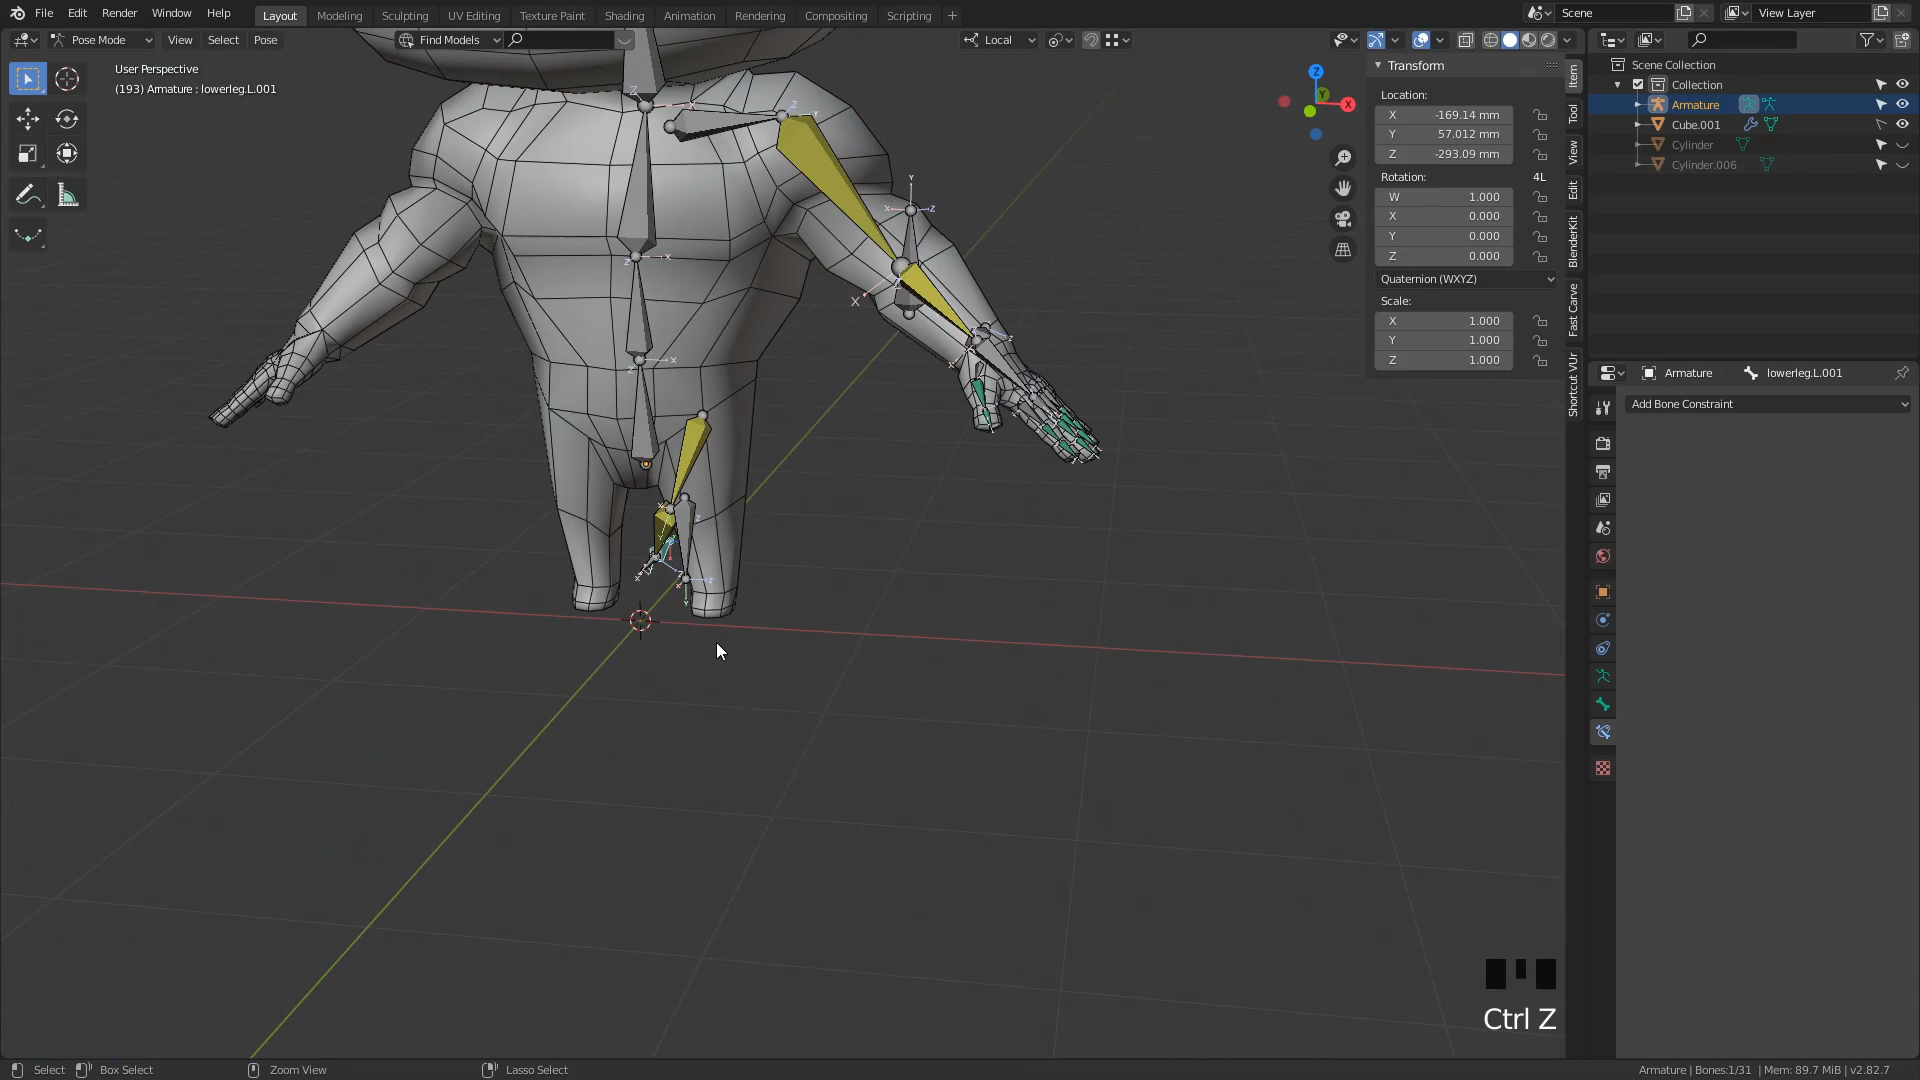 File Edit Render Window Help
Layout Modeling Sculpting UV Editing Texture Paint Shading Animation Rendering Compositing Scripting +
Scene
View Layer
Pose Mode View Select Pose
Find Models
Local
User Perspective
(193) Armature : lowerleg.L.001
Transform
Location:
X -169.14 mm
Y 57.012 mm
Z -293.09 mm
Rotation: 4L
W 1.000
X 0.000
Y 0.000
Z 0.000
Quaternion (WXYZ)
Scale:
X 1.000
Y 1.000
Z 1.000
Item
Tool
View
Edit
BlenderKit
Fast Carve
Shortcut VUr
Scene Collection
Collection
Armature
Cube.001
Cylinder
Cylinder.006
Armature lowerleg.L.001
Add Bone Constraint
Ctrl Z
Select Box Select Zoom View Lasso Select
Armature | Bones:1/31 | Mem: 89.7 MiB | v2.82.7